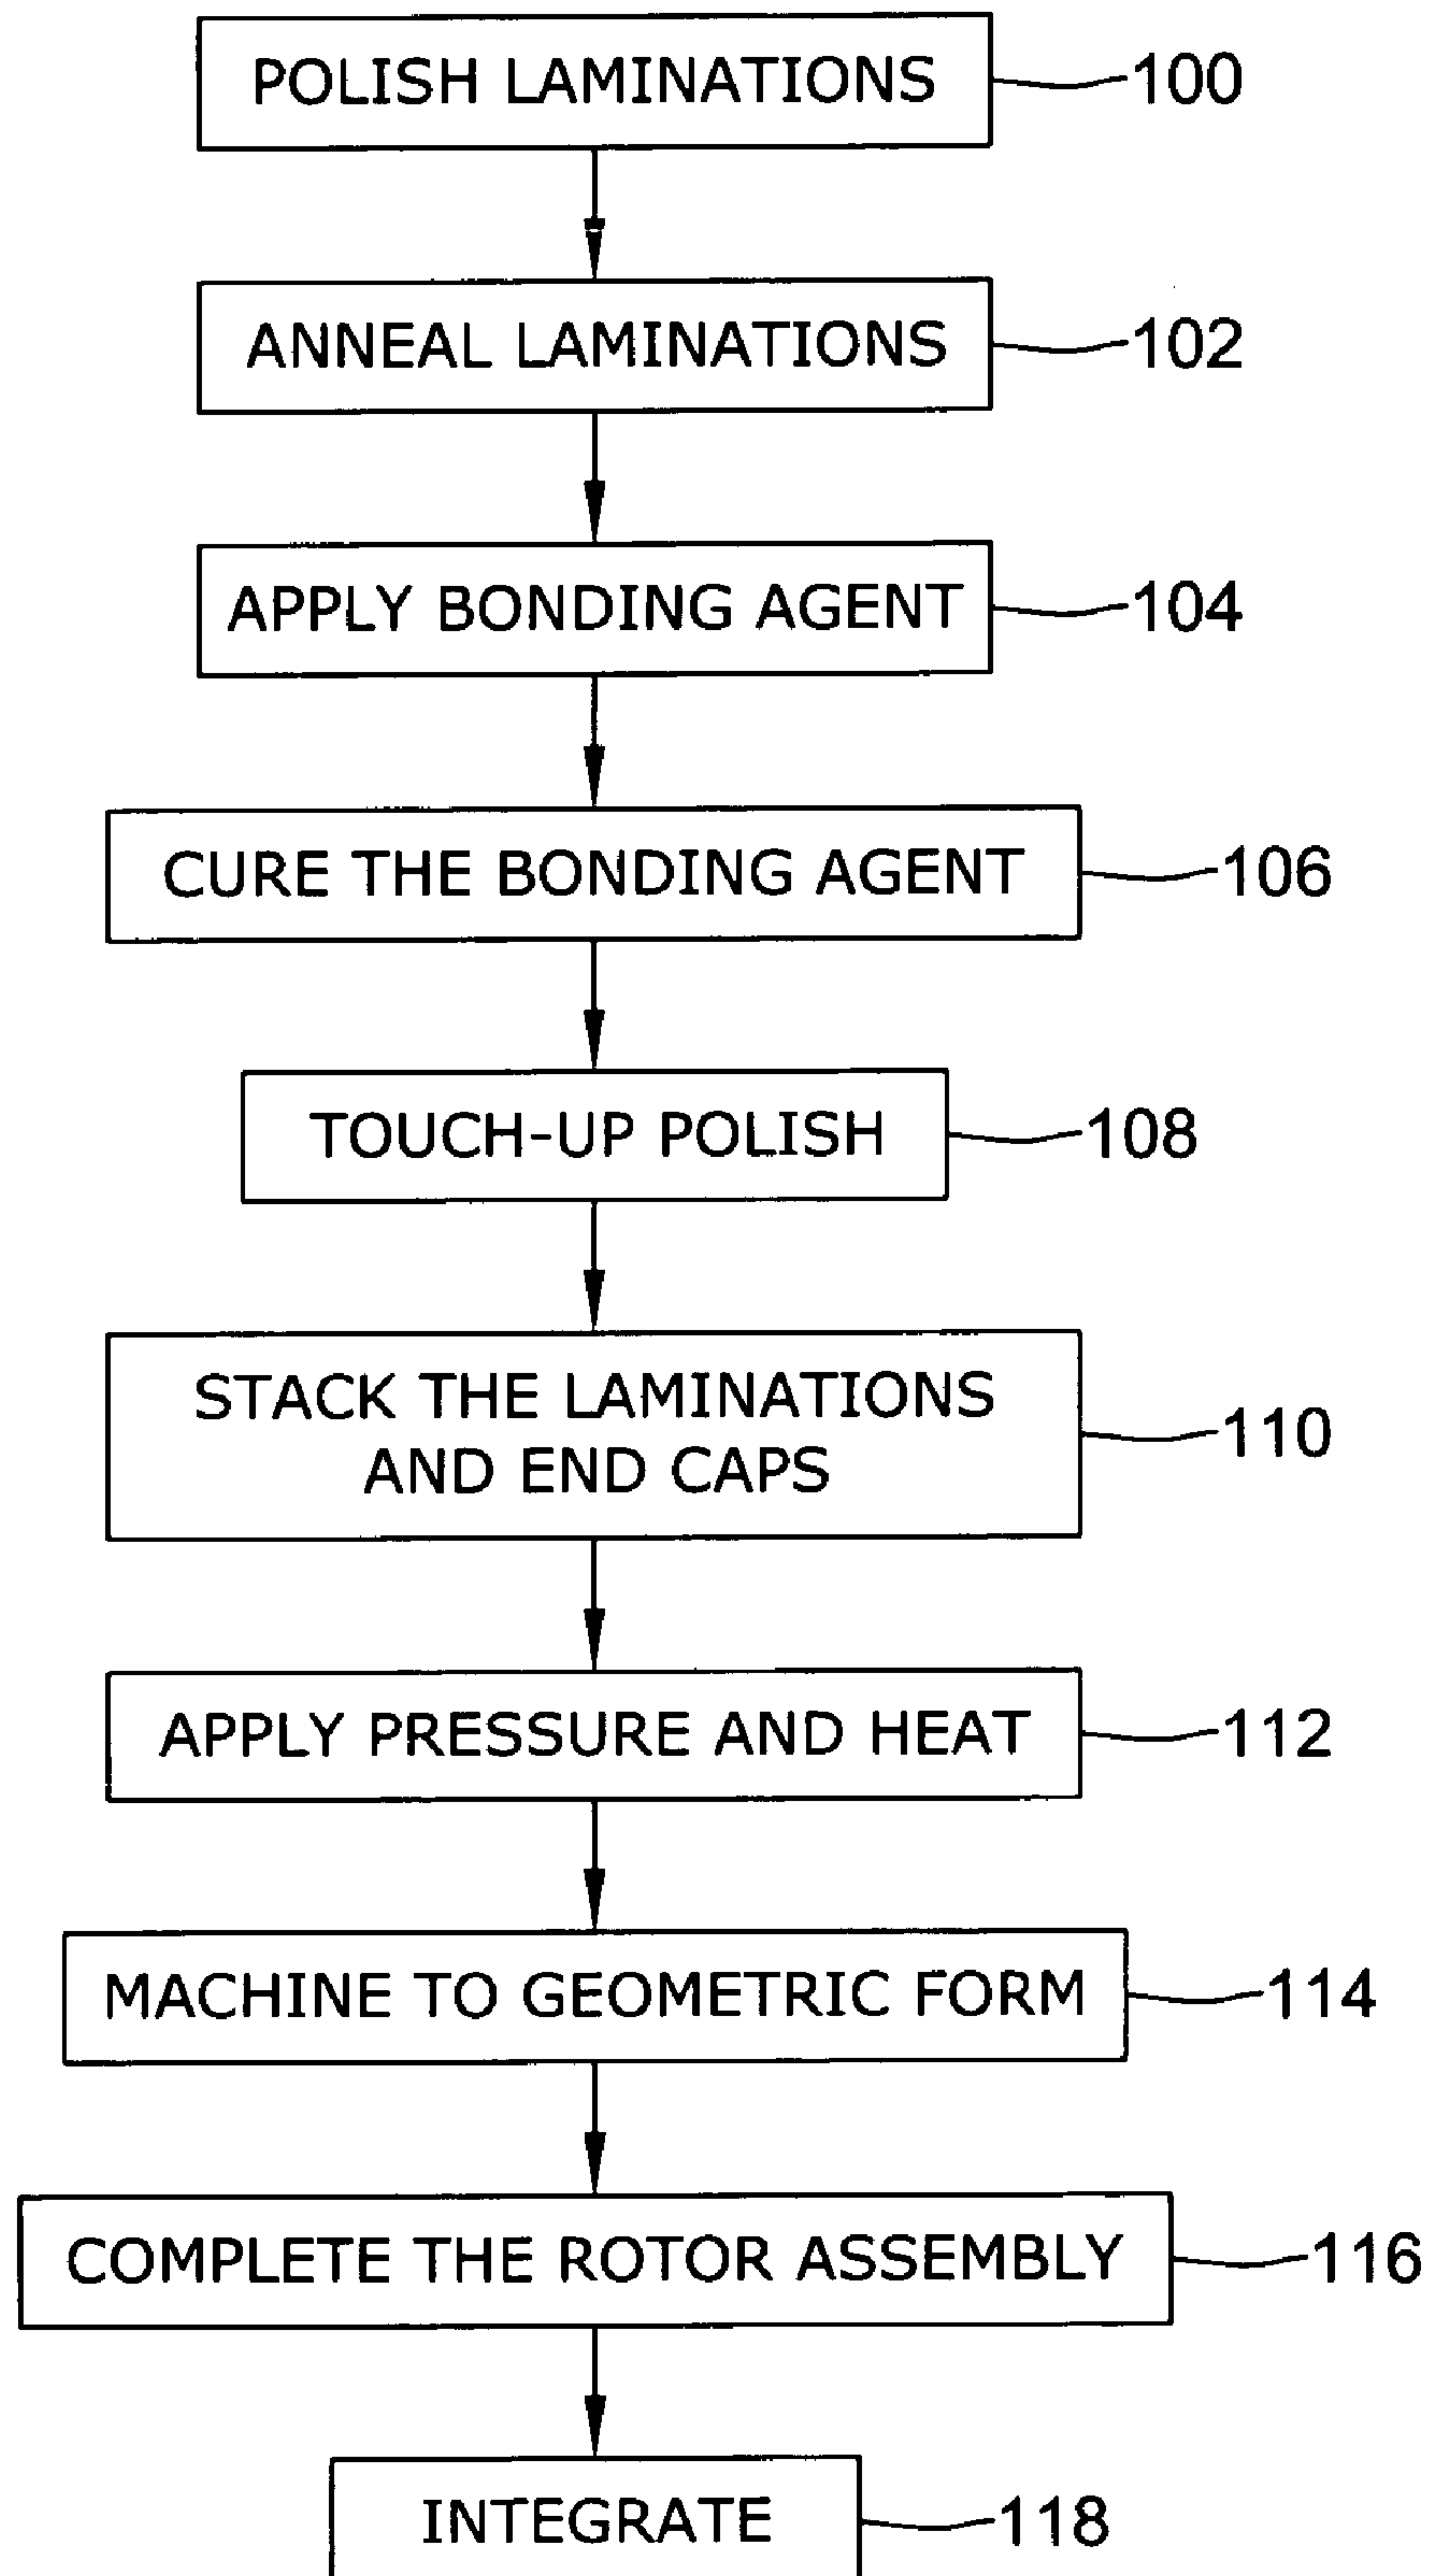 POLISH LAMINATIONS 100
ANNEAL LAMINATIONS 102
APPLY BONDING AGENT 104
CURE THE BONDING AGENT 106
TOUCH-UP POLISH 108
STACK THE LAMINATIONS
AND END CAPS 110
APPLY PRESSURE AND HEAT 112
MACHINE TO GEOMETRIC FORM 114
COMPLETE THE ROTOR ASSEMBLY 116
INTEGRATE 118